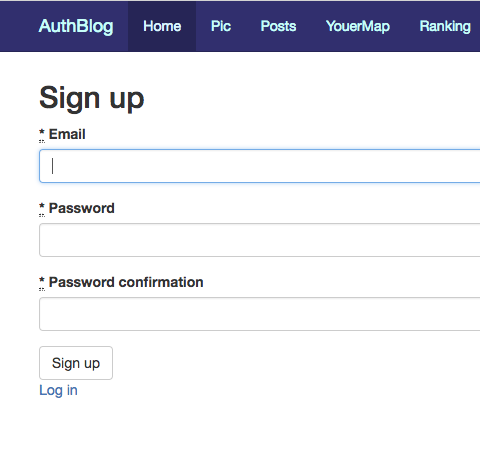 AuthBlog Home Pic Posts YouerMap Ranking
Sign up
* Email
* Password
* Password confirmation
Sign up
Log in